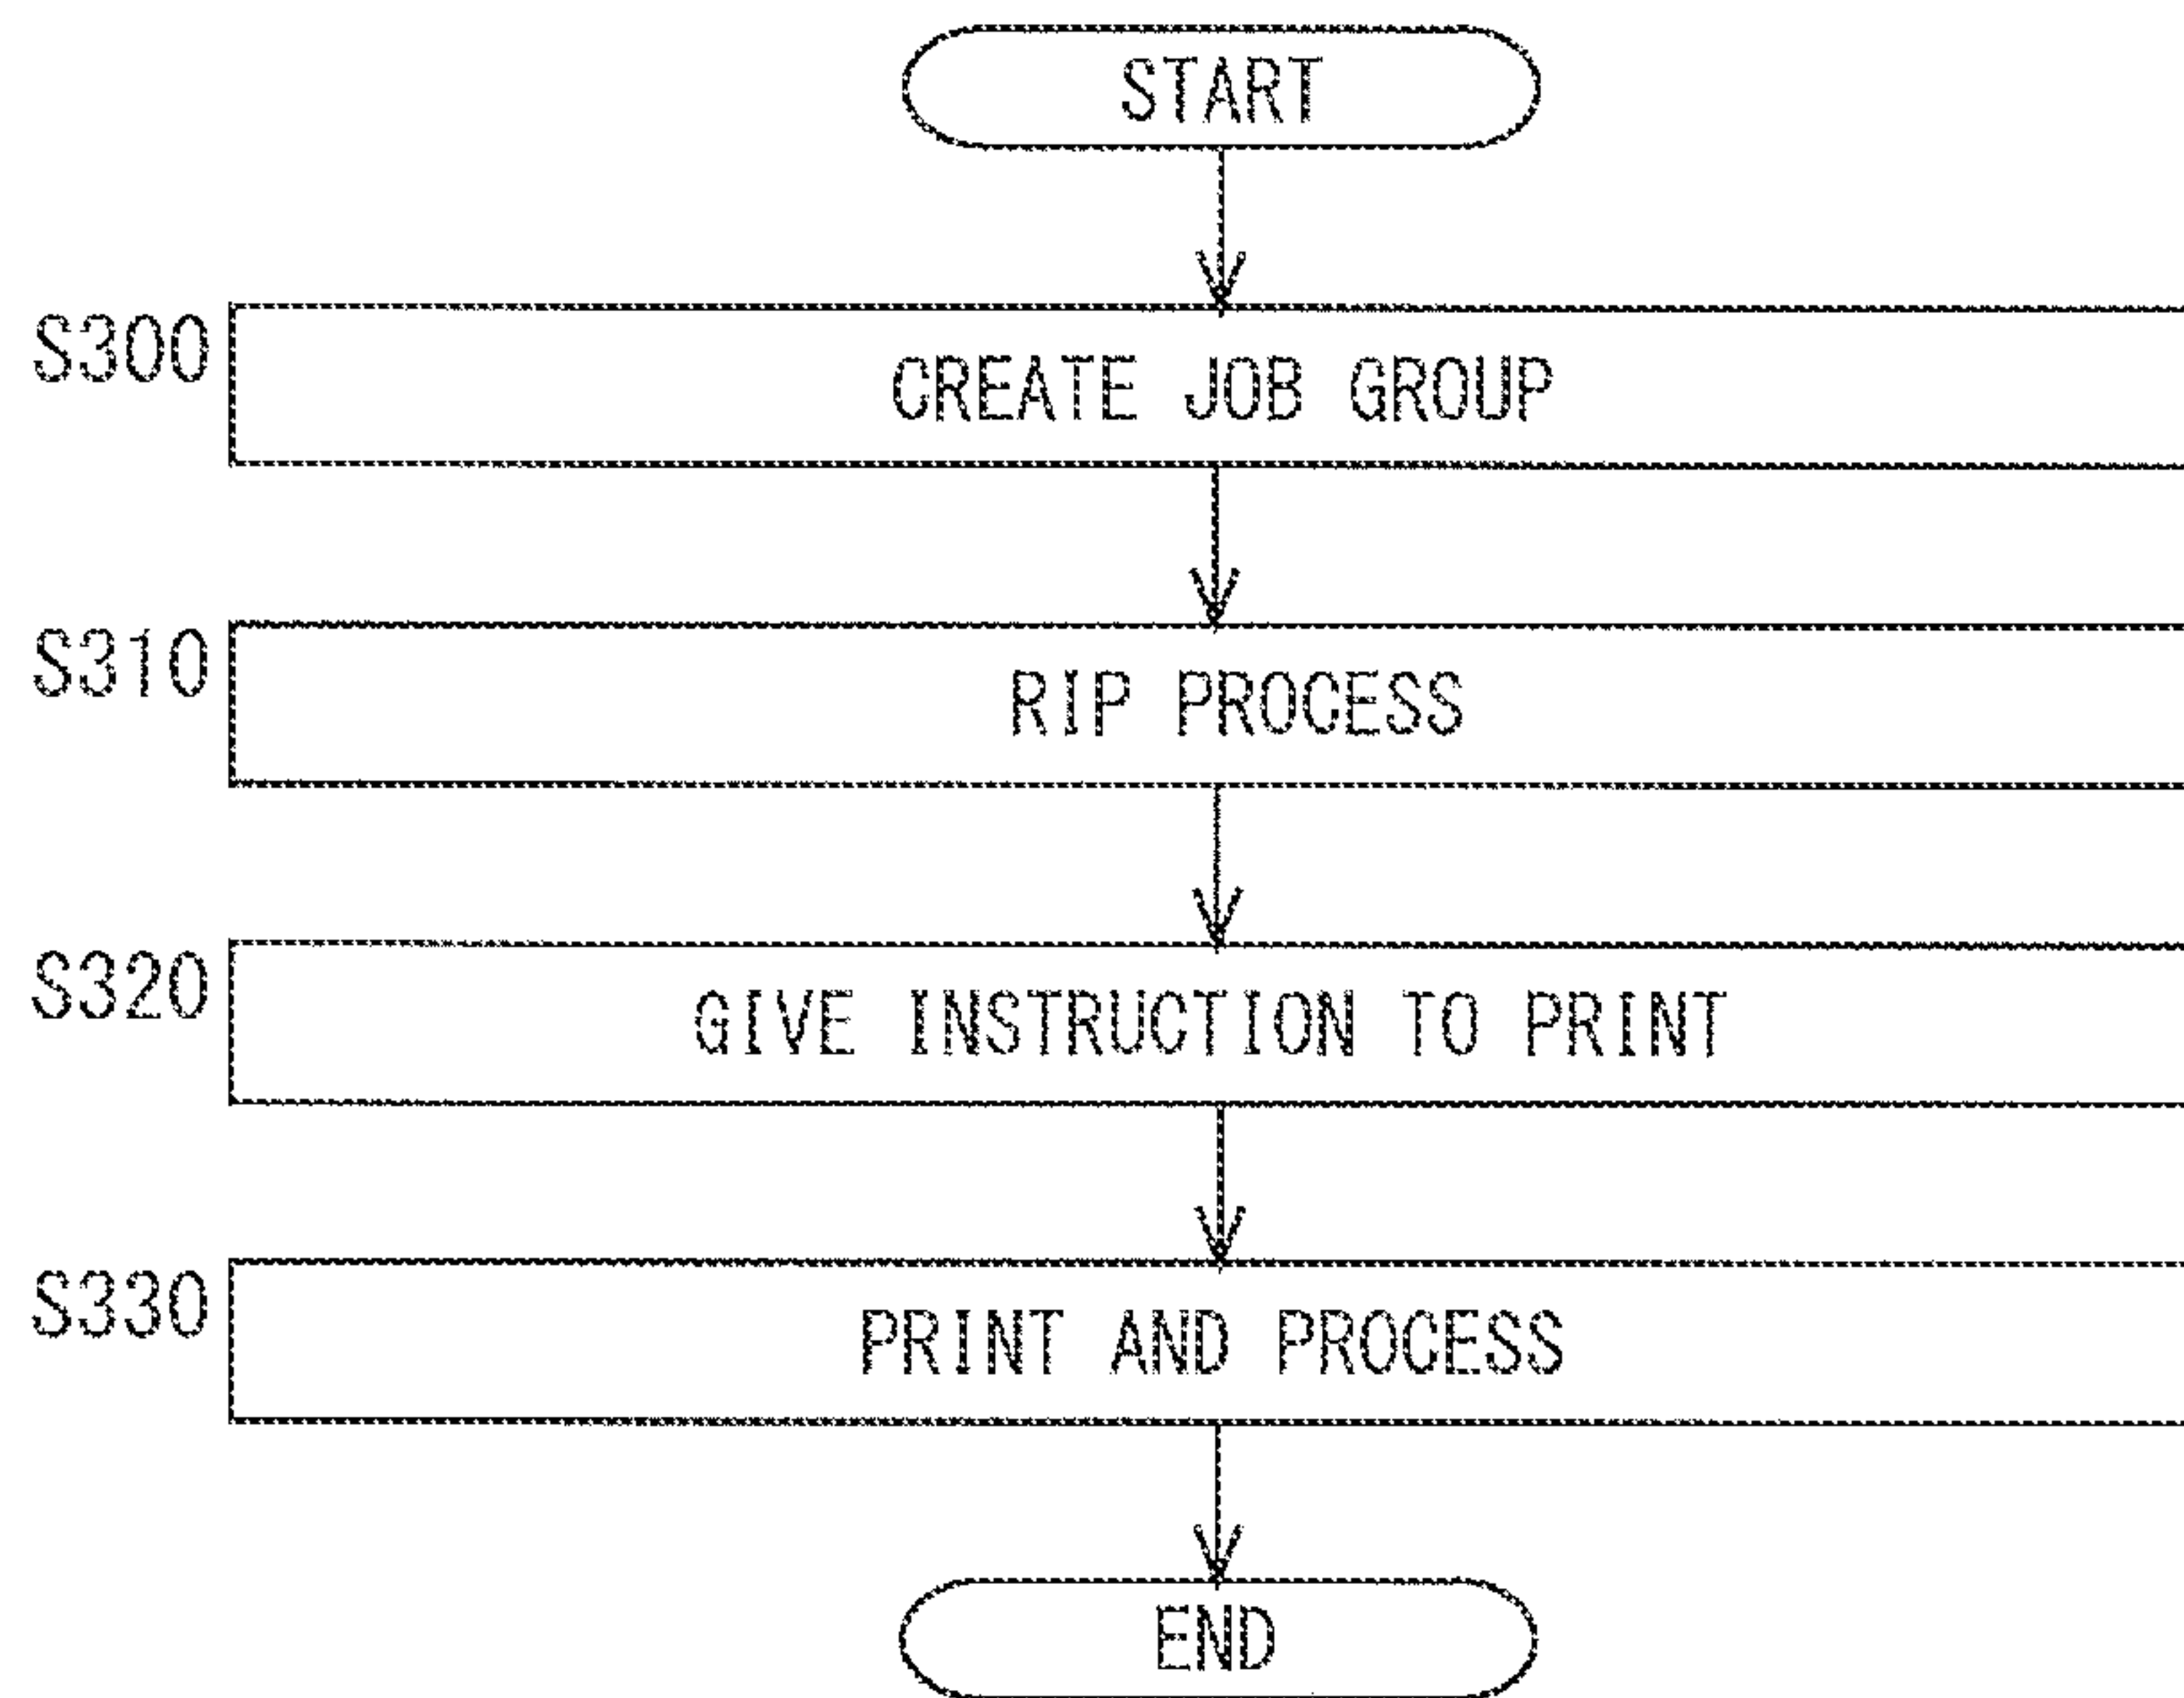 START
S300
CREATE JOB GROUP
S310
RIP PROCESS
S320
GIVE INSTRUCTION TO PRINT
S330
PRINT AND PROCESS
END